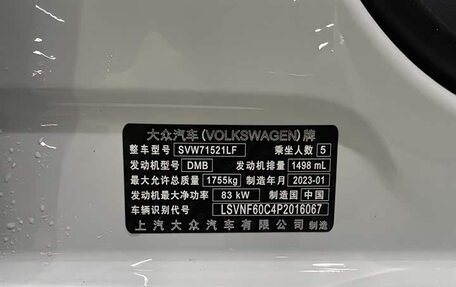 大众汽车(VOLKSWAGEN)牌
整车型号 SVW71521LF 乘坐人数 5
发动机型号 DMB 发动机排量 1498 mL
最大允许总质量 1755kg 制造年月 2023-01
发动机最大净功率 83 kW 制造国 中国
车辆识别代号 LSVNF60C4P2016067
上汽大众汽车有限公司 制造